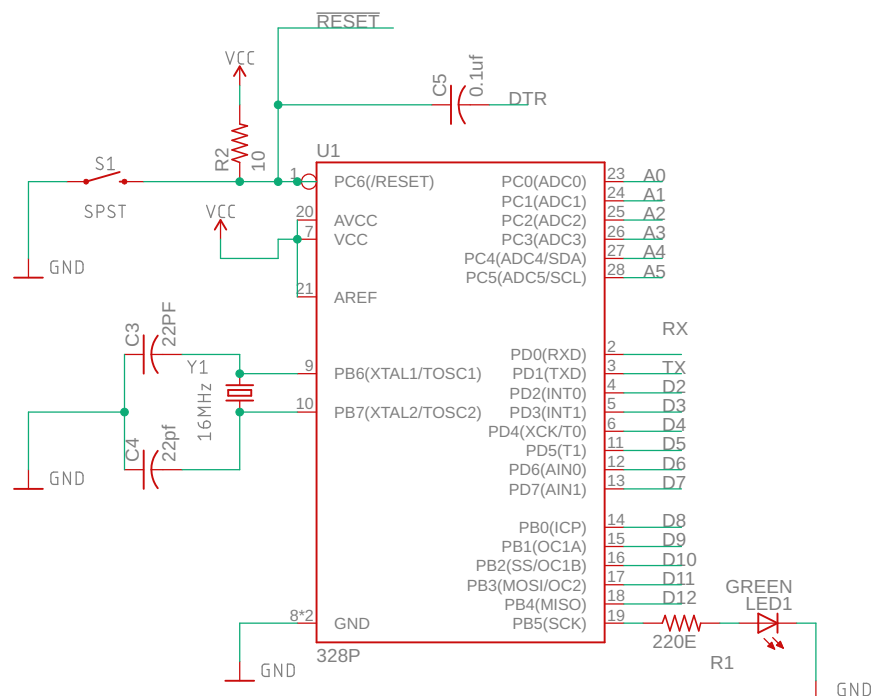 RESET
VCC
C5
0.1uf
DTR
R2
10
U1
S1
SPST
GND
VCC
1
PC6(/RESET)
20
AVCC
7
VCC
21
AREF
PC0(ADC0)
23
A0
PC1(ADC1)
24
A1
PC2(ADC2)
25
A2
PC3(ADC3)
26
A3
PC4(ADC4/SDA)
27
A4
PC5(ADC5/SCL)
28
A5
C3
22PF
Y1
16MHz
C4
22pf
GND
9
PB6(XTAL1/TOSC1)
10
PB7(XTAL2/TOSC2)
RX
PD0(RXD)
2
PD1(TXD)
3
TX
PD2(INT0)
4
D2
PD3(INT1)
5
D3
PD4(XCK/T0)
6
D4
PD5(T1)
11
D5
PD6(AIN0)
12
D6
PD7(AIN1)
13
D7
PB0(ICP)
14
D8
PB1(OC1A)
15
D9
PB2(SS/OC1B)
16
D10
PB3(MOSI/OC2)
17
D11
PB4(MISO)
18
D12
PB5(SCK)
19
8*2
GND
GND
328P
GREEN
LED1
220E
R1
GND